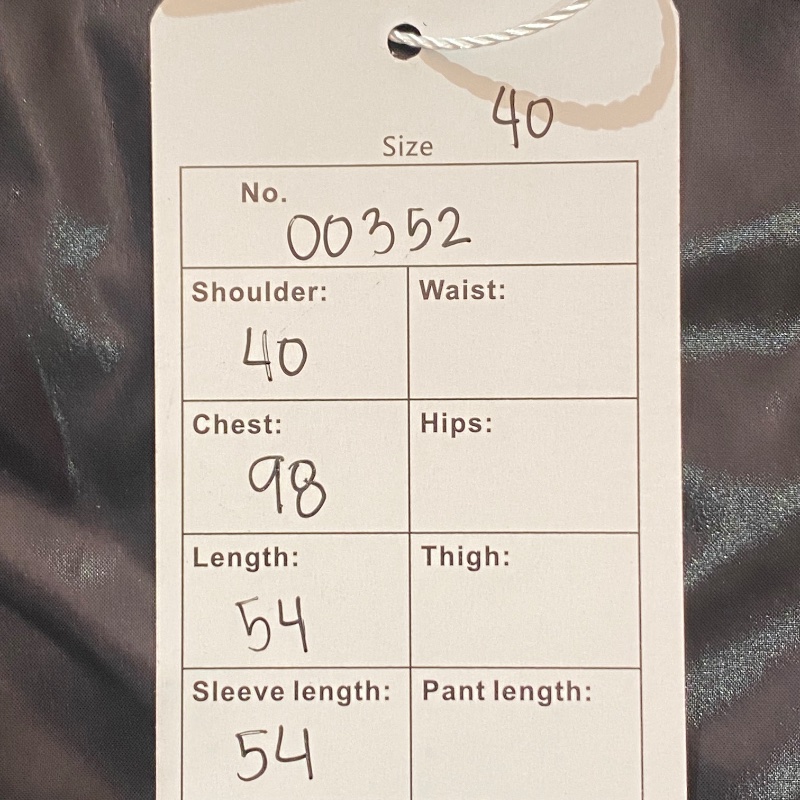 40
Size
No.
00352
Shoulder: Waist:
40
Chest: Hips:
98
Length: Thigh:
54
Sleeve length: Pant length:
54